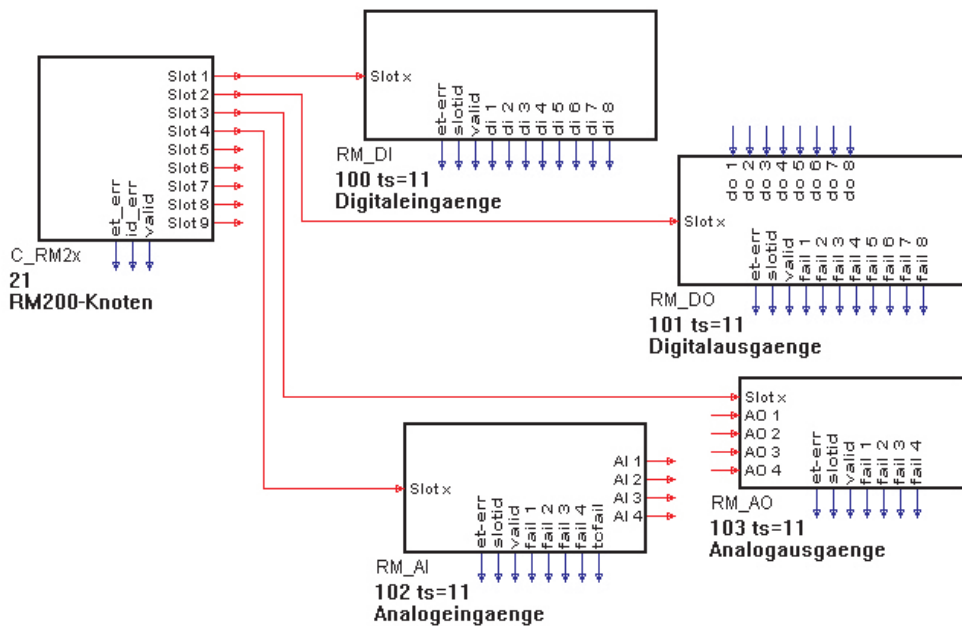 Slot 1
Slot 2
Slot 3
Slot 4
Slot 5
Slot 6
Slot 7
Slot 8
Slot 9
et_err
id_err
valid
C_RM2x
21
RM200-Knoten
Slot x
et-err
slotid
valid
di 1
di 2
di 3
di 4
di 5
di 6
di 7
di 8
RM_DI
100 ts=11
Digitaleingaenge
do 1
do 2
do 3
do 4
do 5
do 6
do 7
do 8
Slot x
et-err
slotid
valid
fail 1
fail 2
fail 3
fail 4
fail 5
fail 6
fail 7
fail 8
RM_DO
101 ts=11
Digitalausgaenge
Slot x
AO 1
AO 2
AO 3
AO 4
et-err
slotid
valid
fail 1
fail 2
fail 3
fail 4
RM_AO
103 ts=11
Analogausgaenge
Slot x
AI 1
AI 2
AI 3
AI 4
et-err
slotid
valid
fail 1
fail 2
fail 3
fail 4
tcfail
RM_AI
102 ts=11
Analogeingaenge